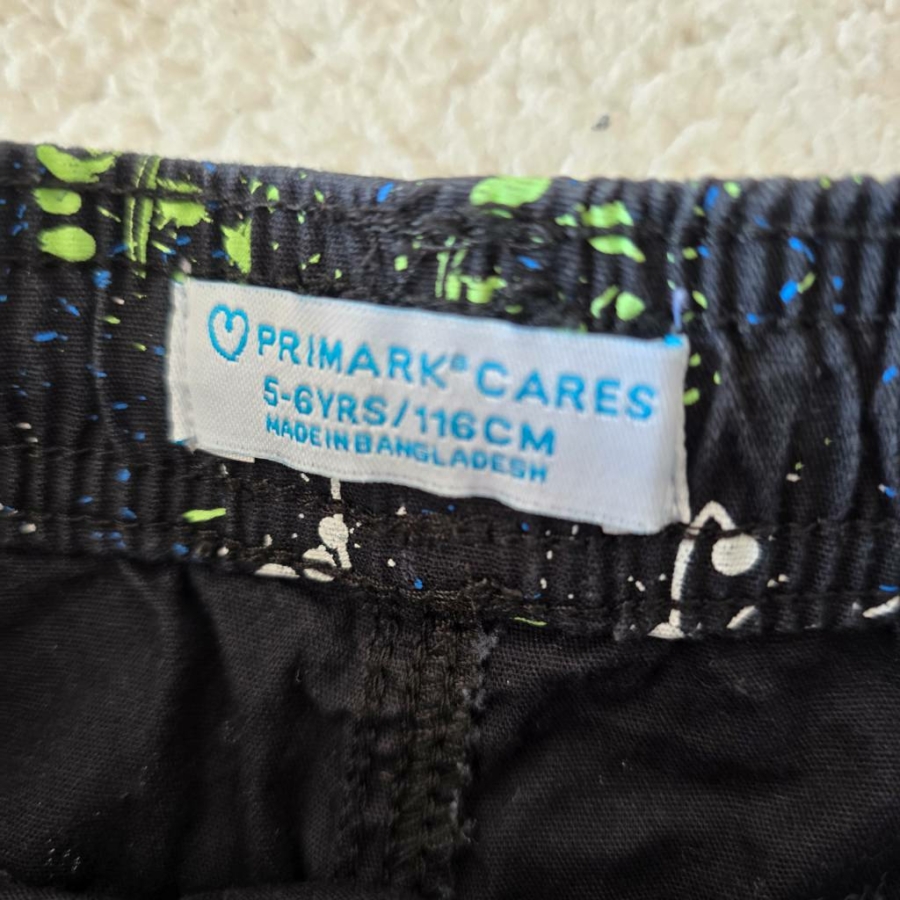 PRIMARK® CARES
5-6YRS/116CM
MADE IN BANGLADESH